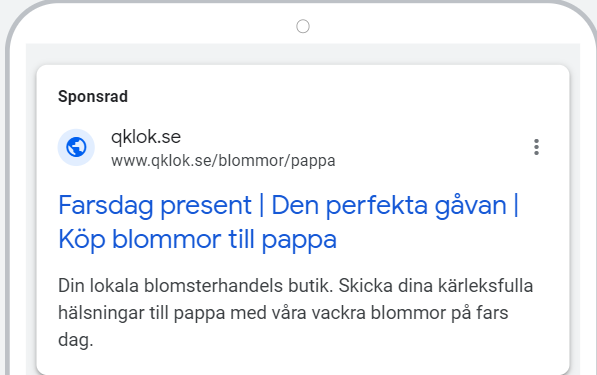 Sponsrad
qklok.se
www.qklok.se/blommor/pappa
Farsdag present | Den perfekta gåvan |
Köp blommor till pappa
Din lokala blomsterhandels butik. Skicka dina kärleksfulla
hälsningar till pappa med våra vackra blommor på fars
dag.